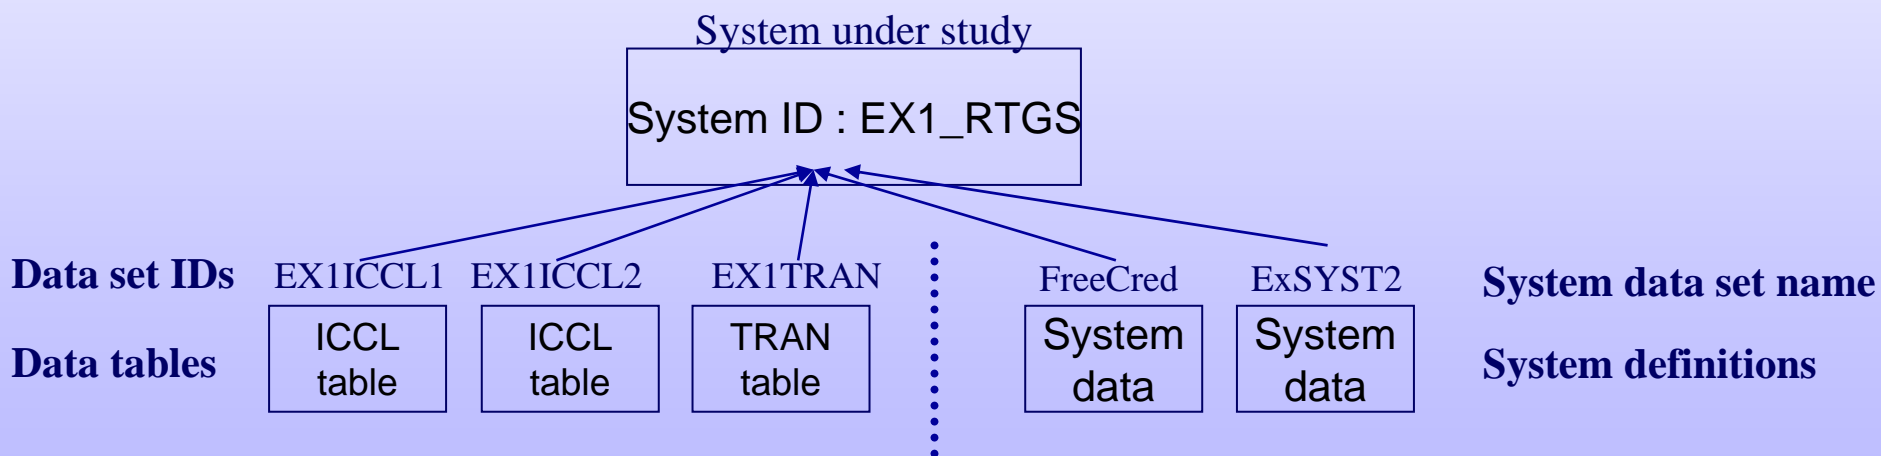 System under study
System ID : EX1_RTGS
Data set IDs EX1ICCL1 EX1ICCL2 EX1TRAN FreeCred ExSYST2 System data set name
Data tables ICCL table ICCL table TRAN table System data System data System definitions